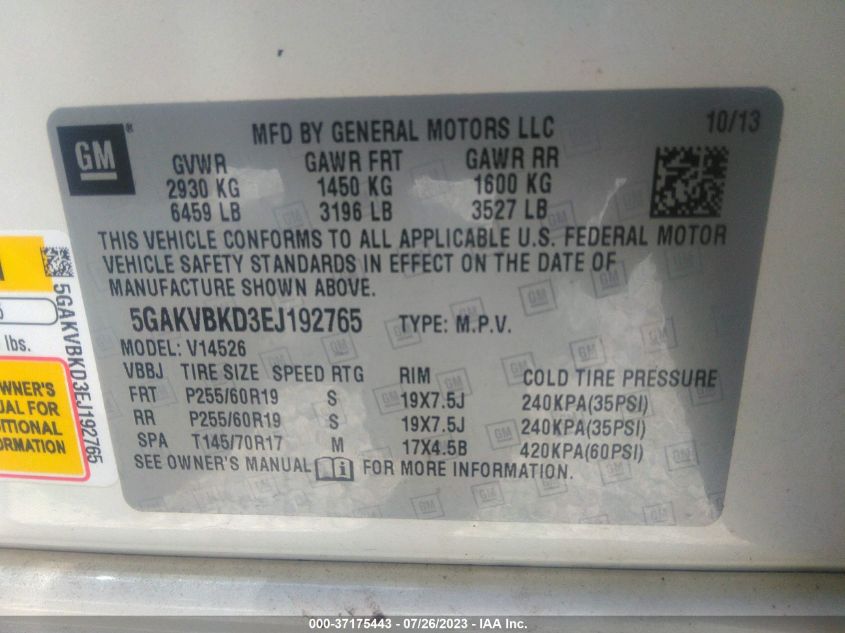 GM ®
MFD BY GENERAL MOTORS LLC
10/13
GVWR GAWR FRT GAWR RR
2930 KG 1450 KG 1600 KG
6459 LB 3196 LB 3527 LB
THIS VEHICLE CONFORMS TO ALL APPLICABLE U.S. FEDERAL MOTOR
VEHICLE SAFETY STANDARDS IN EFFECT ON THE DATE OF
MANUFACTURE SHOWN ABOVE.
5GAKVBKD3EJ192765 TYPE: M.P.V.
MODEL: V14526
VBBJ TIRE SIZE SPEED RTG RIM COLD TIRE PRESSURE
FRT P255/60R19 S 19X7.5J 240KPA(35PSI)
RR P255/60R19 S 19X7.5J 240KPA(35PSI)
SPA T145/70R17 M 17X4.5B 420KPA(60PSI)
SEE OWNER'S MANUAL FOR MORE INFORMATION.
lbs.
OWNER'S
UAL FOR
ITIONAL
ORMATION
5GAKVBKD3EJ192765
000-37175443 - 07/26/2023 - IAA Inc.